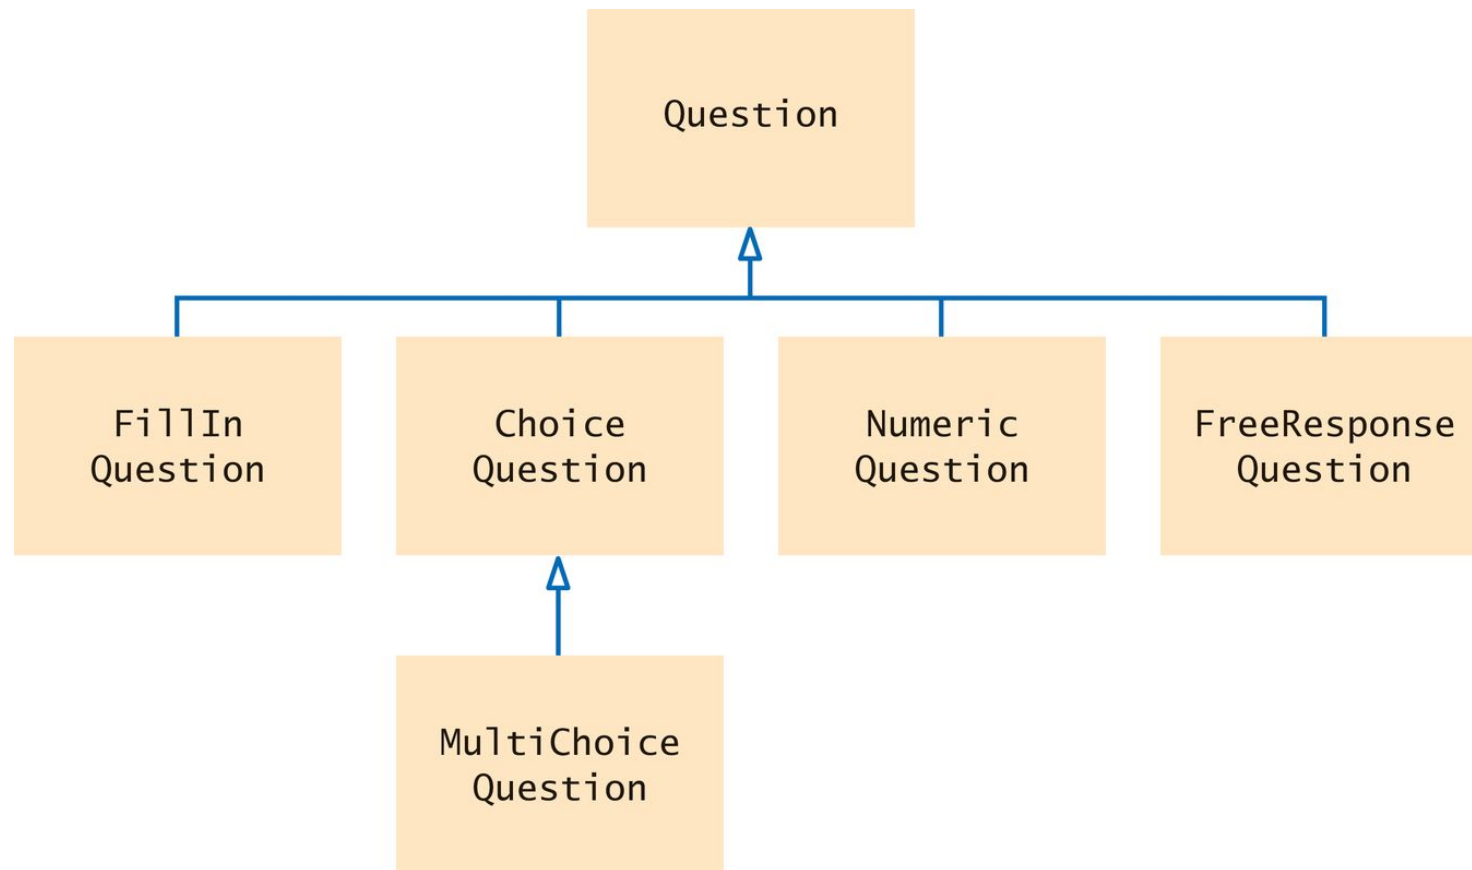 Question
FillIn
Question
Choice
Question
Numeric
Question
FreeResponse
Question
MultiChoice
Question